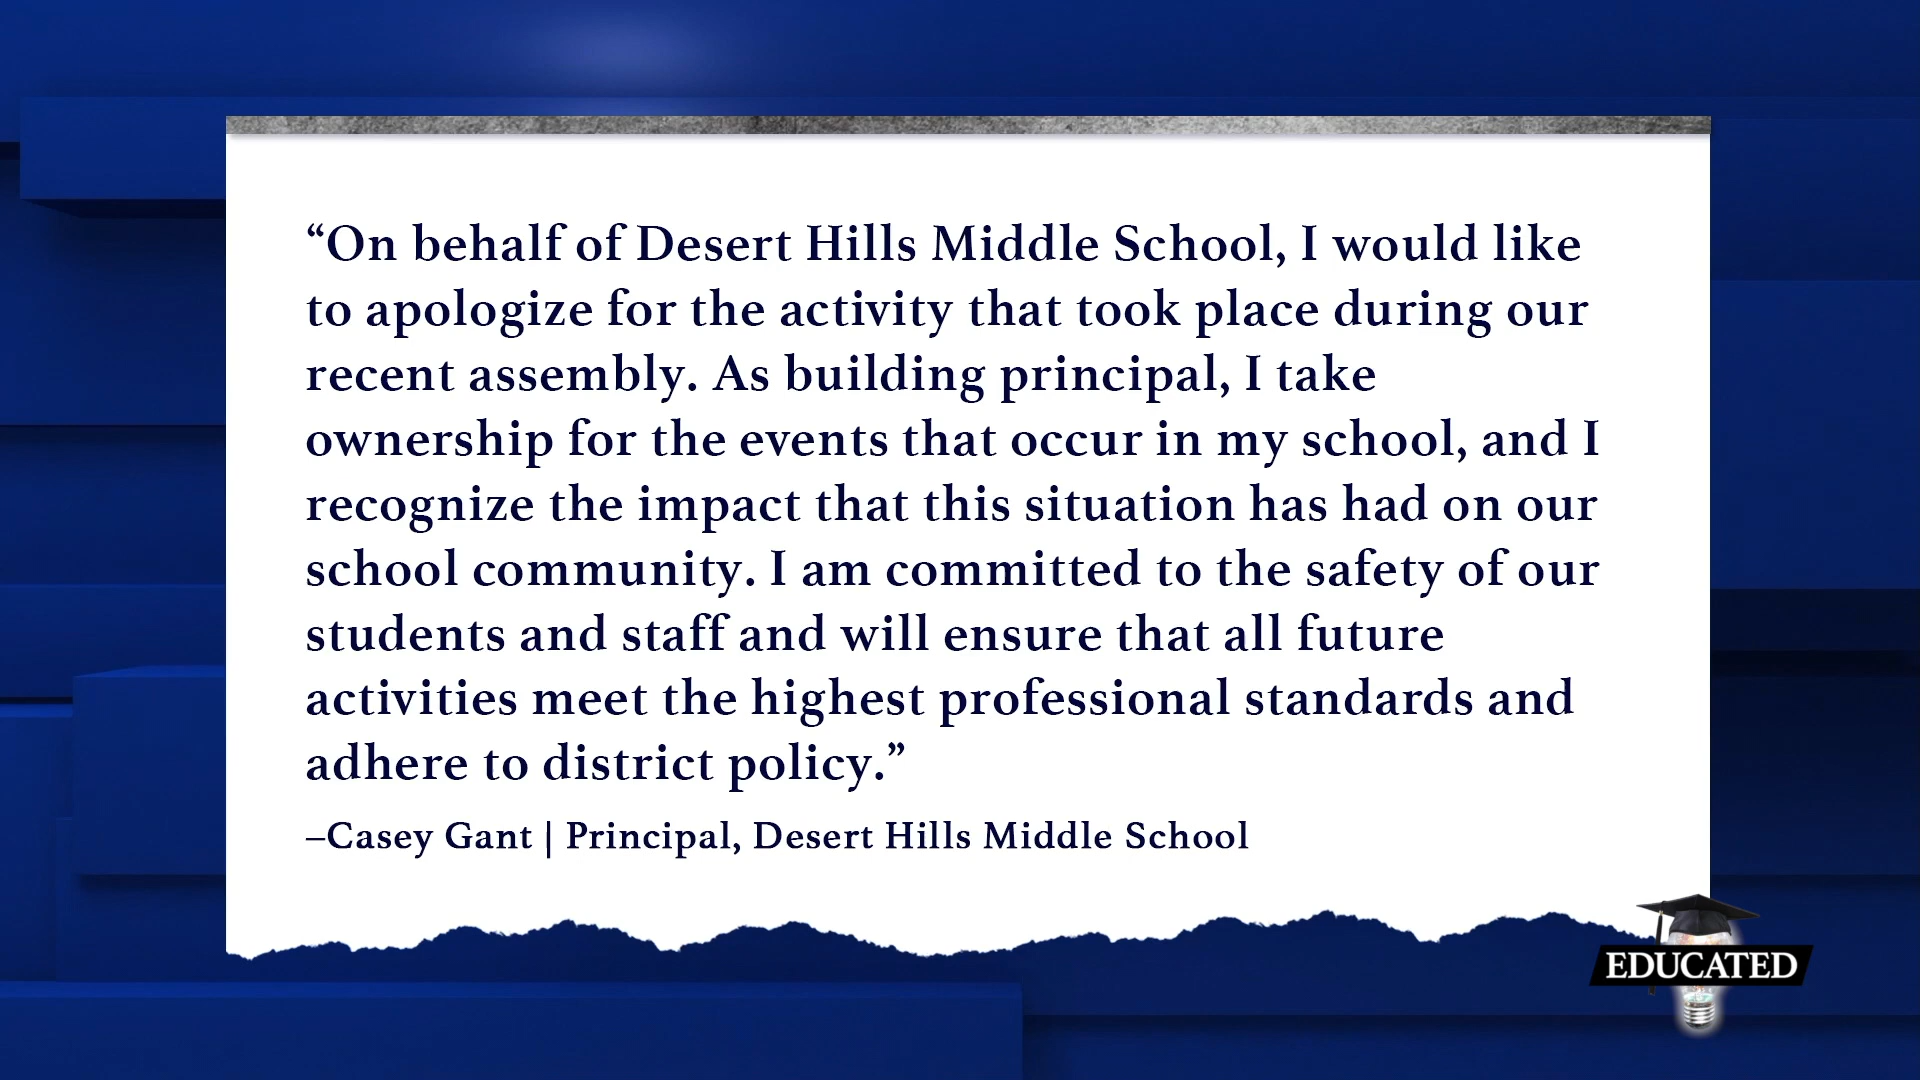 “On behalf of Desert Hills Middle School, I would like
to apologize for the activity that took place during our
recent assembly. As building principal, I take
ownership for the events that occur in my school, and I
recognize the impact that this situation has had on our
school community. I am committed to the safety of our
students and staff and will ensure that all future
activities meet the highest professional standards and
adhere to district policy.”
–Casey Gant | Principal, Desert Hills Middle School
EDUCATED